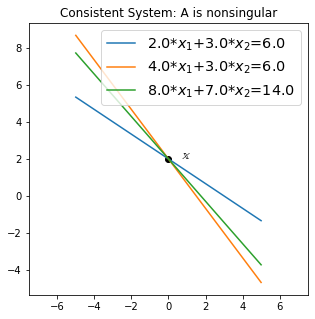 Consistent System: A is nonsingular
2.0*x₁+3.0*x₂=6.0
4.0*x₁+3.0*x₂=6.0
8.0*x₁+7.0*x₂=14.0
8
6
4
2
0
−2
−4
𝕩
−6 −4 −2 0 2 4 6